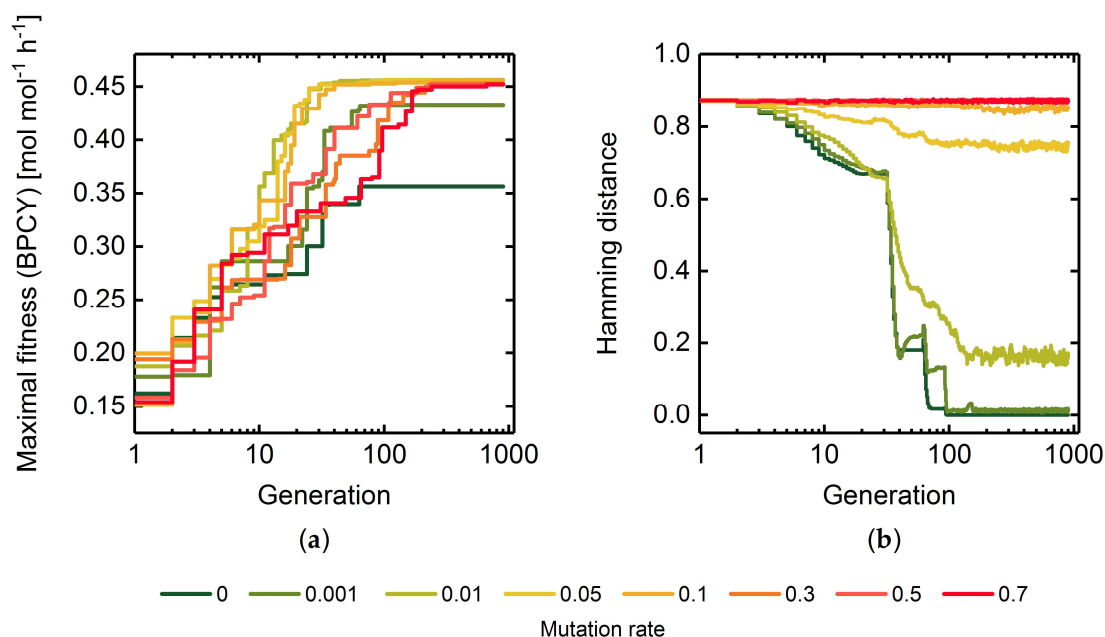 Maximal fitness (BPCY) [mol mol⁻¹ h⁻¹]
0.45
0.40
0.35
0.30
0.25
0.20
0.15
1 10 100 1000
Generation
(a)
Hamming distance
1.0
0.8
0.6
0.4
0.2
0.0
1 10 100 1000
Generation
(b)
0 0.001 0.01 0.05 0.1 0.3 0.5 0.7
Mutation rate